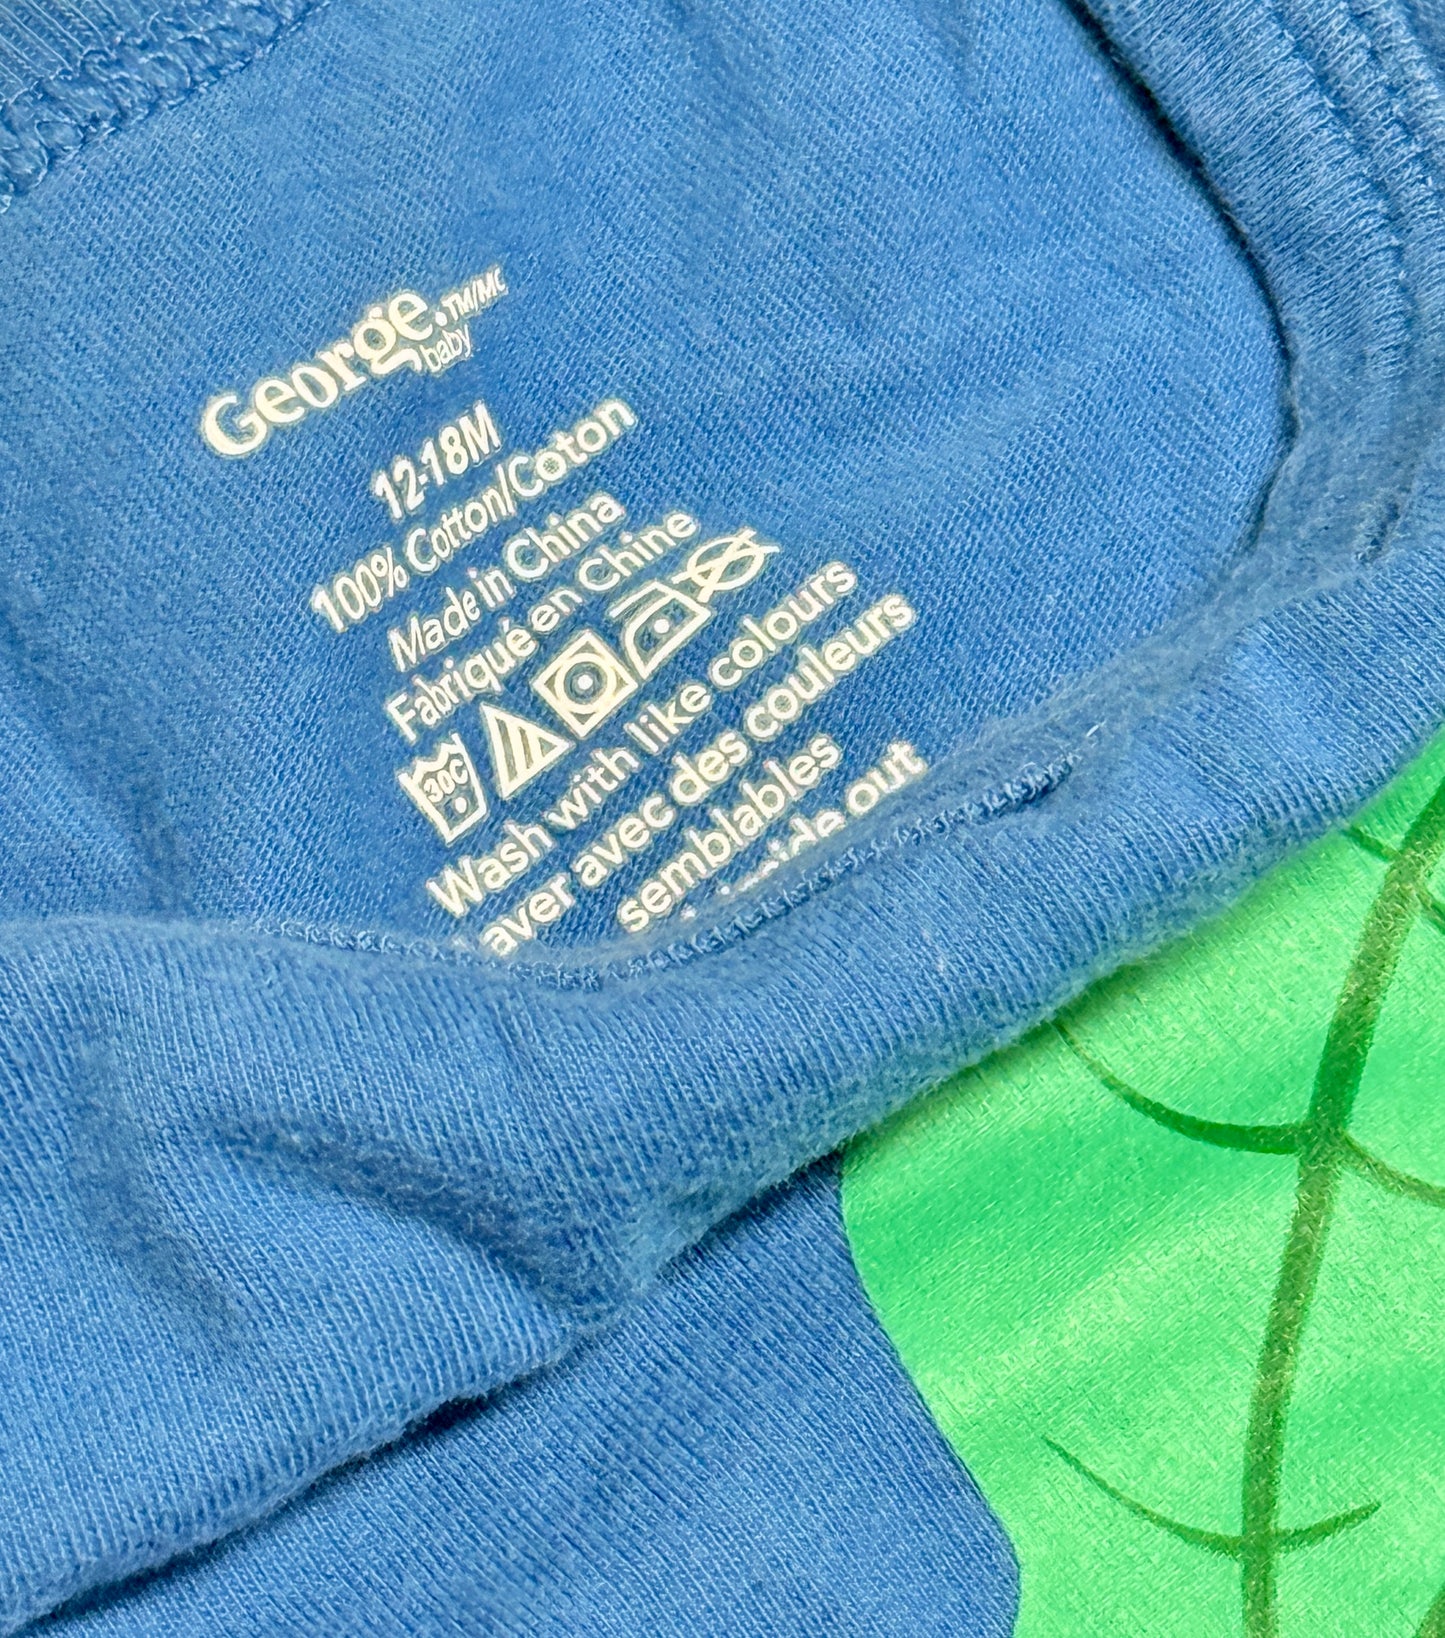 George.TM/MC
baby
12-18M
100% Cotton/Coton
Made in China
Fabriqué en Chine
30C
Wash with like colours
aver avec des couleurs
semblables
out